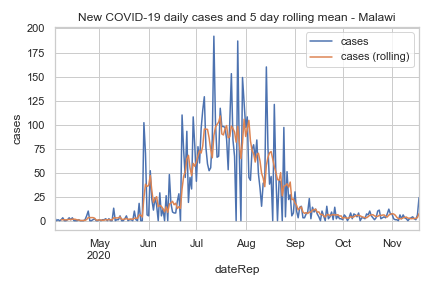 New COVID-19 daily cases and 5 day rolling mean - Malawi
cases
cases (rolling)
200
175
150
125
100
75
50
25
0
cases
May
2020
Jun
Jul
Aug
Sep
Oct
Nov
dateRep